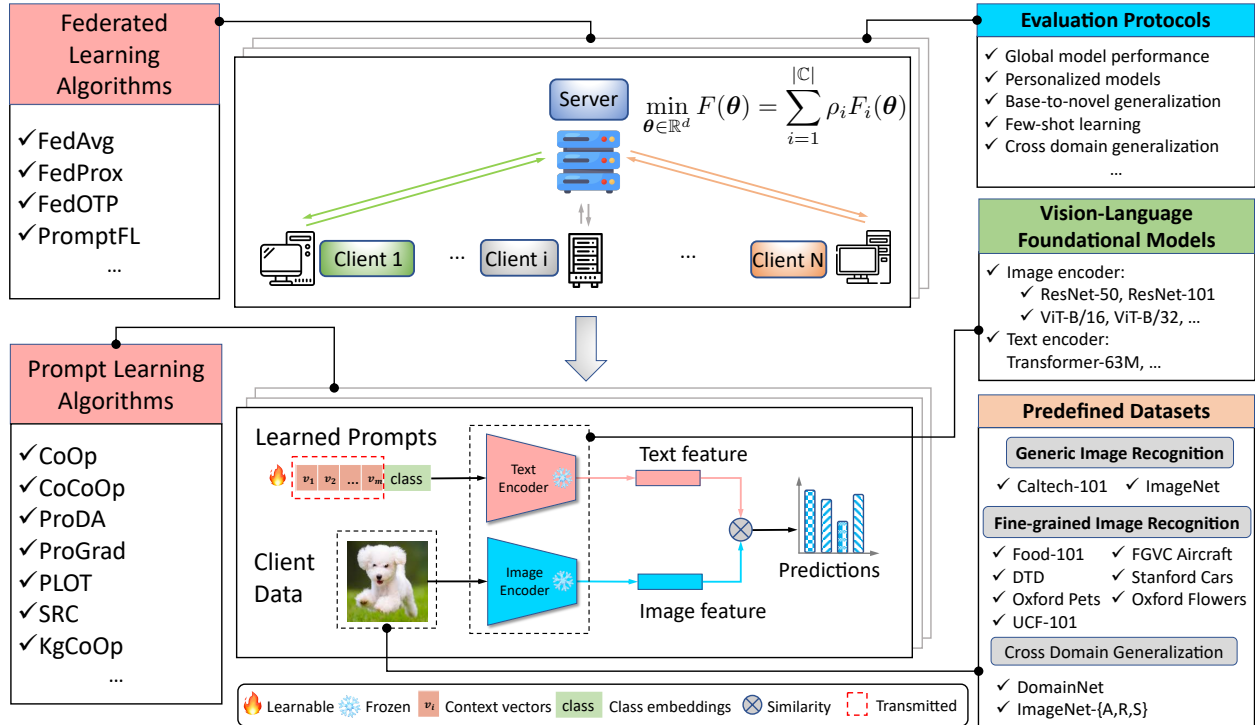 Federated
Learning
Algorithms
✓FedAvg
✓FedProx
✓FedOTP
✓PromptFL
...
Server
min θ∈ℝ^d F(θ) = ∑_{i=1}^{|ℂ|} ρ_i F_i(θ)
Client 1
...
Client i
...
Client N
Evaluation Protocols
✓ Global model performance
✓ Personalized models
✓ Base-to-novel generalization
✓ Few-shot learning
✓ Cross domain generalization
...
Vision-Language
Foundational Models
✓ Image encoder:
✓ ResNet-50, ResNet-101
✓ ViT-B/16, ViT-B/32, ...
✓ Text encoder:
Transformer-63M, ...
Prompt Learning
Algorithms
✓CoOp
✓CoCoOp
✓ProDA
✓ProGrad
✓PLOT
✓SRC
✓KgCoOp
...
Learned Prompts
v₁ v₂ ... vₘ class
Text
Encoder
Text feature
Client
Data
Image
Encoder
Image feature
Predictions
Predefined Datasets
Generic Image Recognition
✓ Caltech-101 ✓ ImageNet
Fine-grained Image Recognition
✓ Food-101 ✓ FGVC Aircraft
✓ DTD ✓ Stanford Cars
✓ Oxford Pets ✓ Oxford Flowers
✓ UCF-101
Cross Domain Generalization
✓ DomainNet
✓ ImageNet-{A,R,S}
Learnable Frozen vᵢ Context vectors class Class embeddings Similarity Transmitted